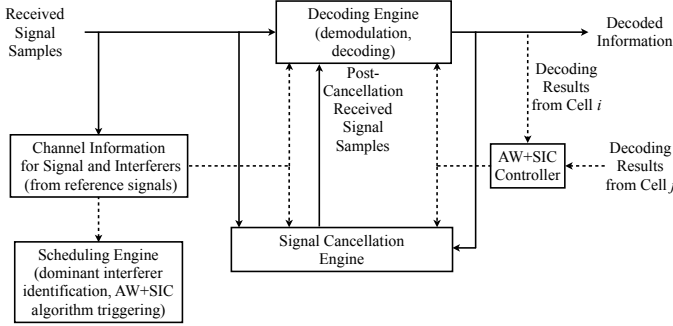 Received
Signal
Samples
Decoding Engine
(demodulation,
decoding)
Decoded
Information
Post-
Cancellation
Received
Signal
Samples
Decoding
Results
from Cell i
Channel Information
for Signal and Interferers
(from reference signals)
AW+SIC
Controller
Decoding
Results
from Cell j
Scheduling Engine
(dominant interferer
identification, AW+SIC
algorithm triggering)
Signal Cancellation
Engine